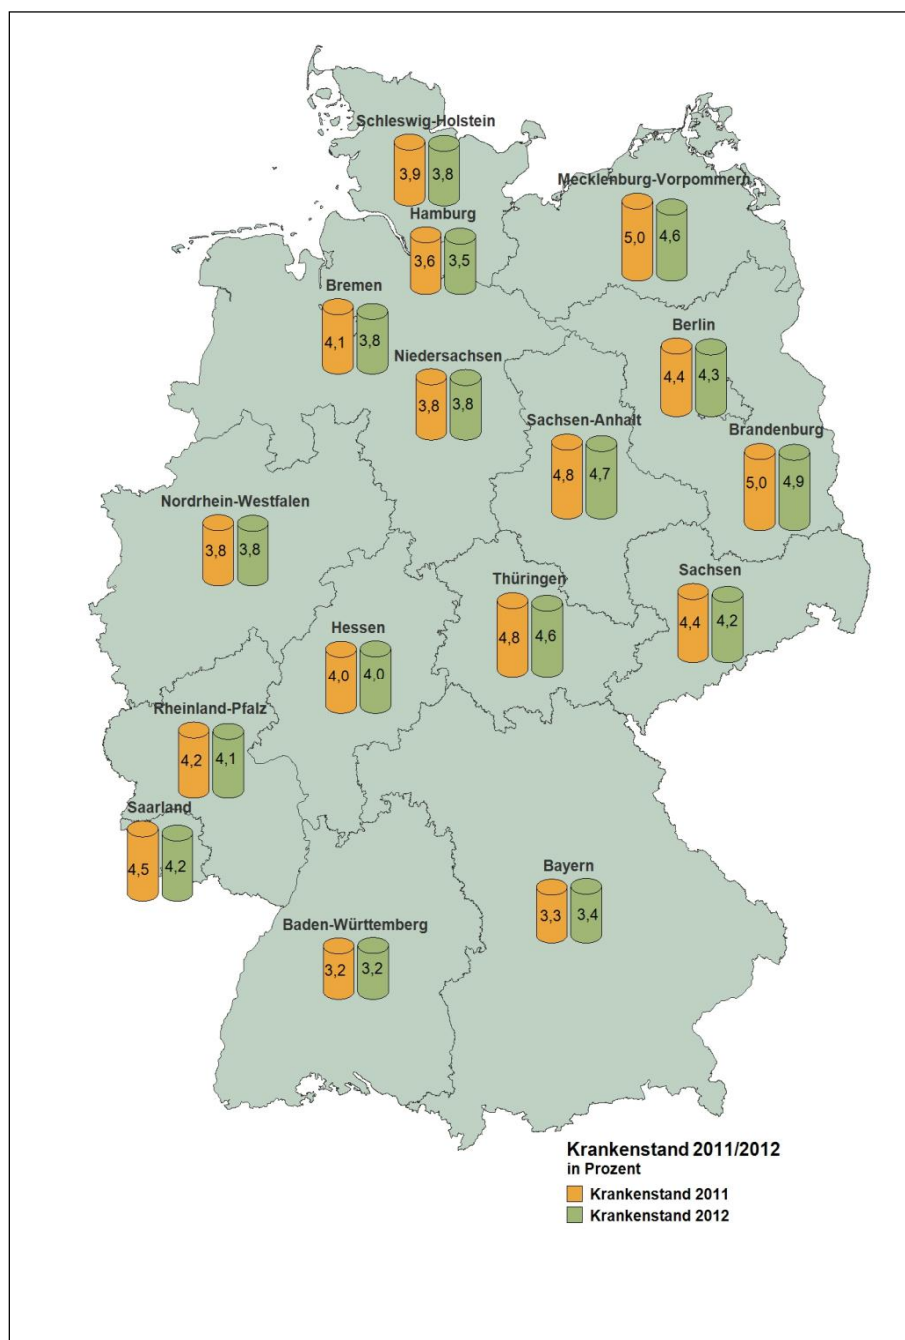 Schleswig-Holstein
3,9 3,8
Mecklenburg-Vorpommern
5,0 4,6
Hamburg
3,6 3,5
Bremen
4,1 3,8
Berlin
4,4 4,3
Niedersachsen
3,8 3,8
Sachsen-Anhalt
4,8 4,7
Brandenburg
5,0 4,9
Nordrhein-Westfalen
3,8 3,8
Thüringen
4,8 4,6
Sachsen
4,4 4,2
Hessen
4,0 4,0
Rheinland-Pfalz
4,2 4,1
Saarland
4,5 4,2
Bayern
3,3 3,4
Baden-Württemberg
3,2 3,2
Krankenstand 2011/2012
in Prozent
Krankenstand 2011
Krankenstand 2012